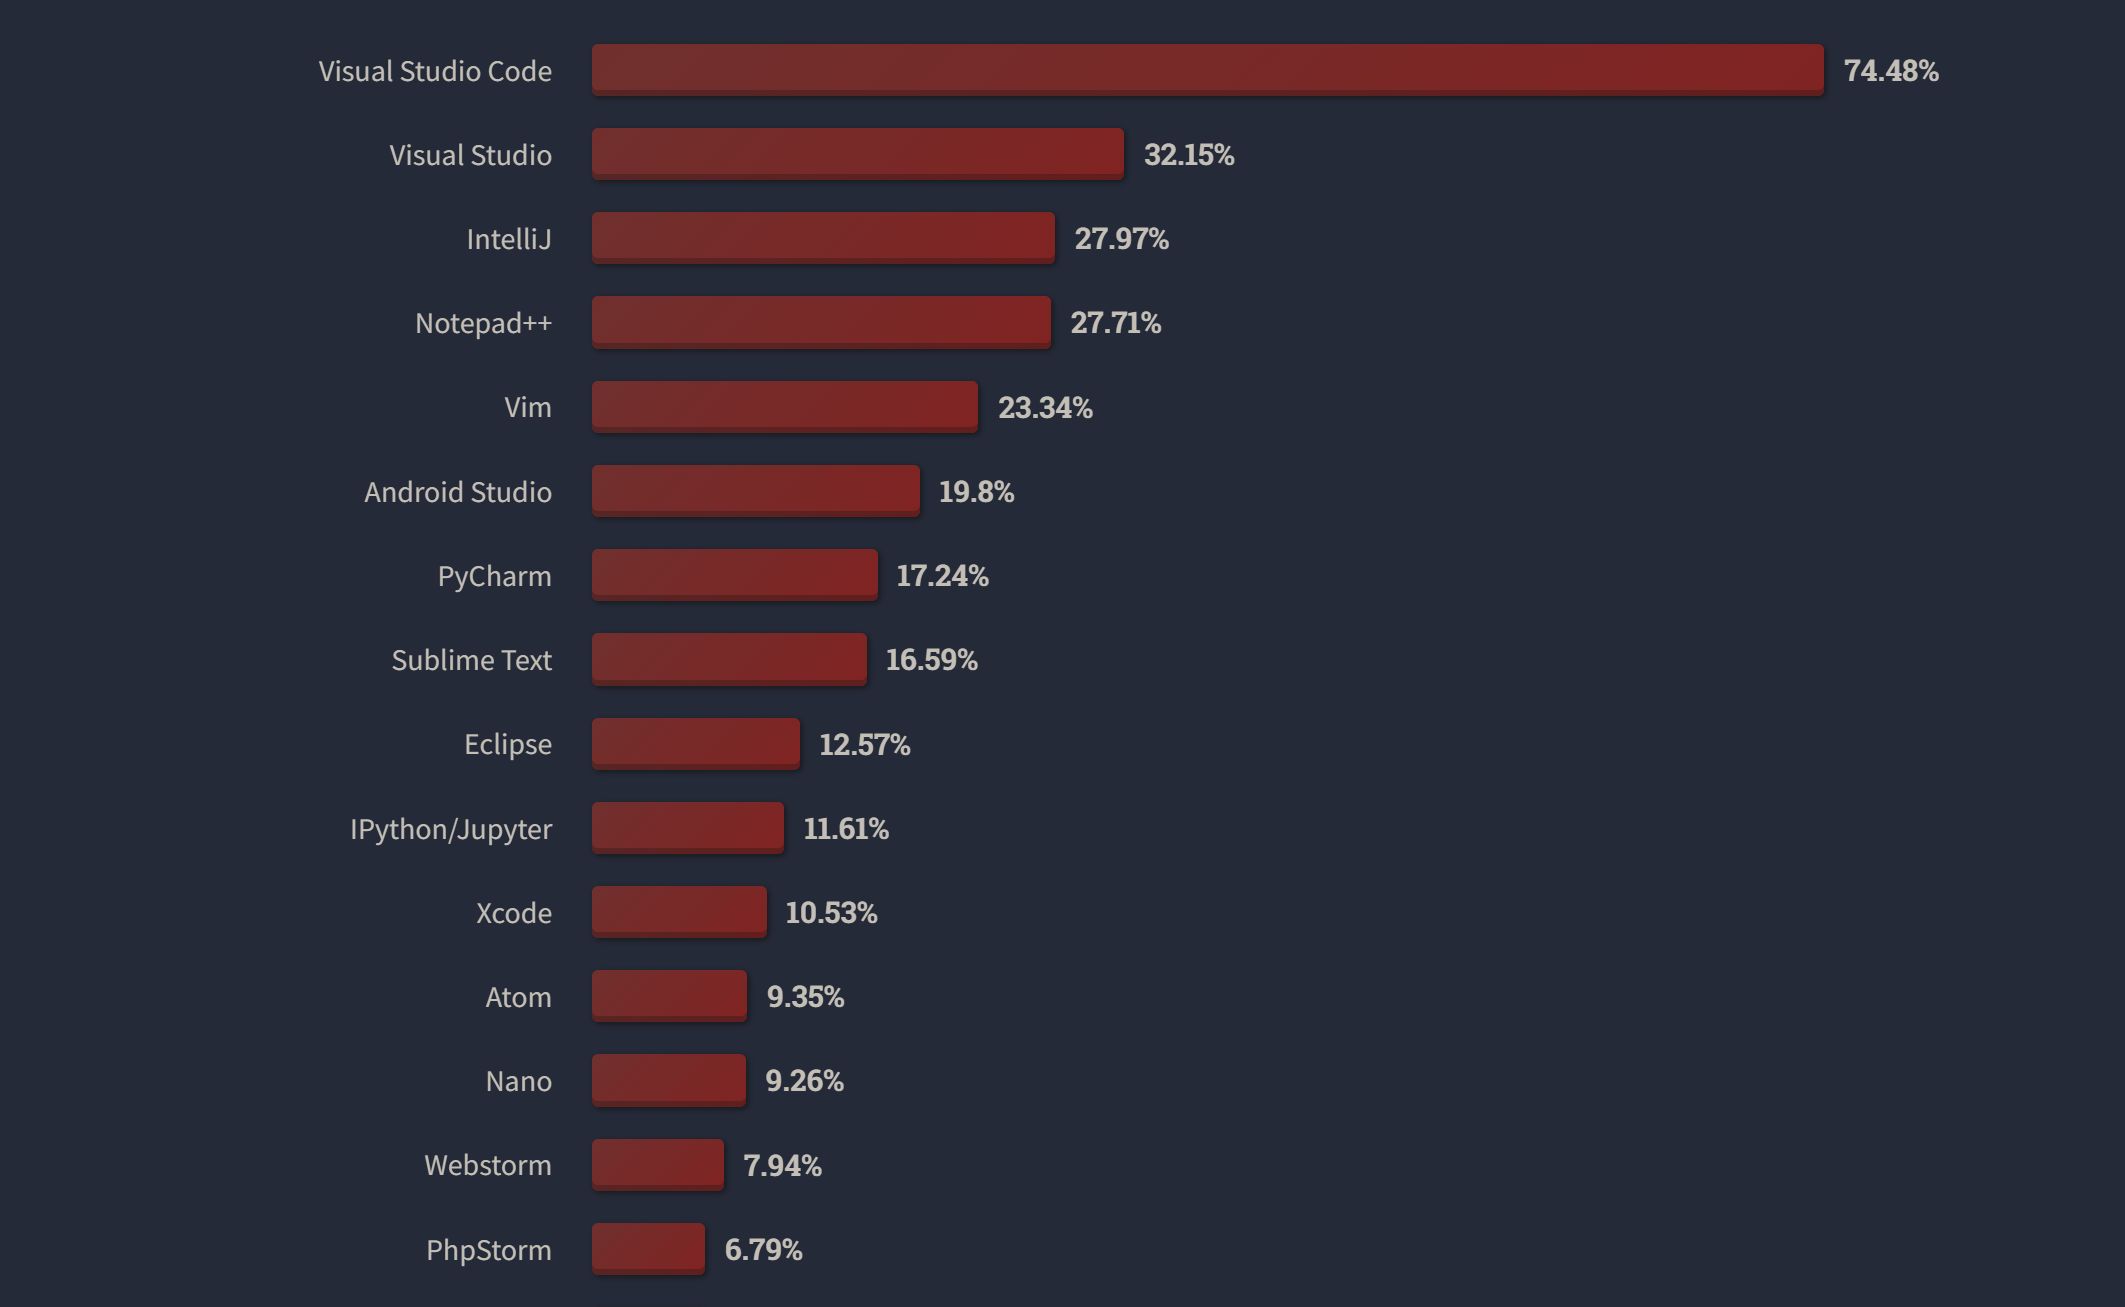 Visual Studio Code 74.48%
Visual Studio 32.15%
IntelliJ 27.97%
Notepad++ 27.71%
Vim 23.34%
Android Studio 19.8%
PyCharm 17.24%
Sublime Text 16.59%
Eclipse 12.57%
IPython/Jupyter 11.61%
Xcode 10.53%
Atom 9.35%
Nano 9.26%
Webstorm 7.94%
PhpStorm 6.79%